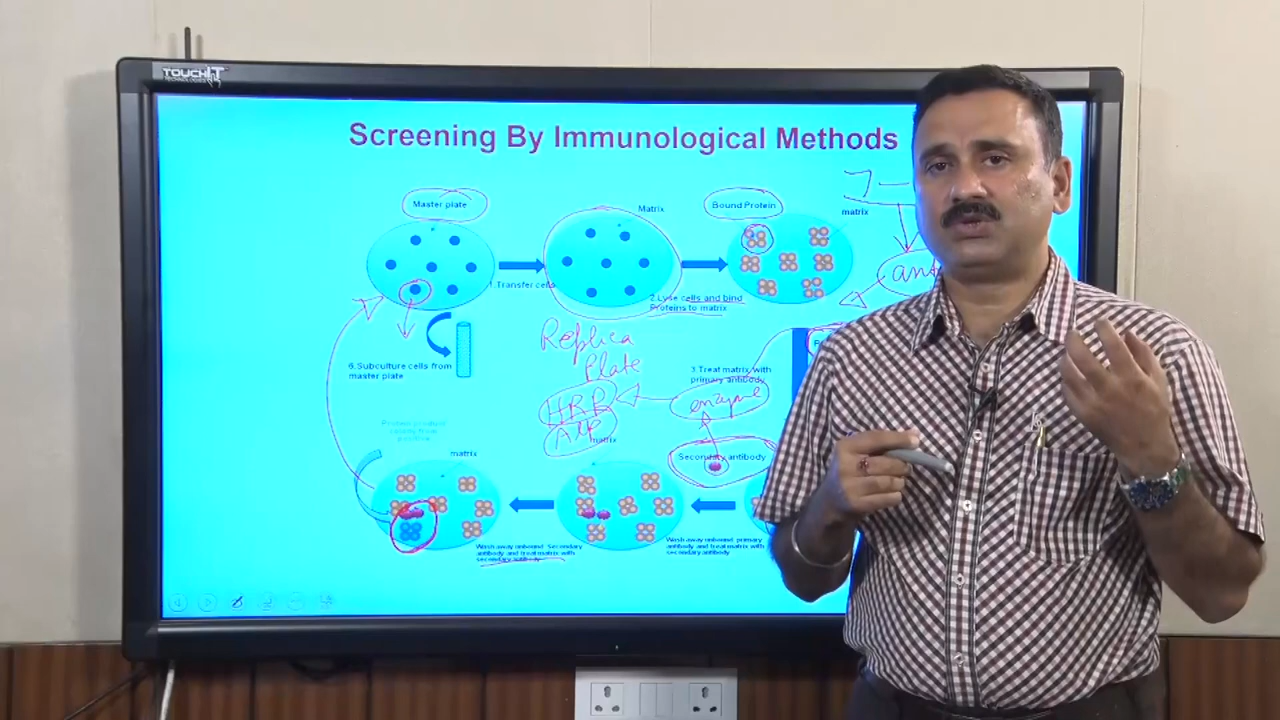 TOUCHIT
TECHNOLOGIES
Screening By Immunological Methods
Master plate
Matrix
Bound Protein
matrix
1. Transfer cells
2. Lyse cells and bind
Proteins to matrix
Replica
Plate
6. Subculture cells from
master plate
3. Treat matrix with
primary antibody
enzyme
HRP
matrix
Secondary antibody
matrix
Wash away unbound Secondary
antibody and treat matrix with
secondary antibody
Wash away unbound primary
antibody and treat matrix with
secondary antibody